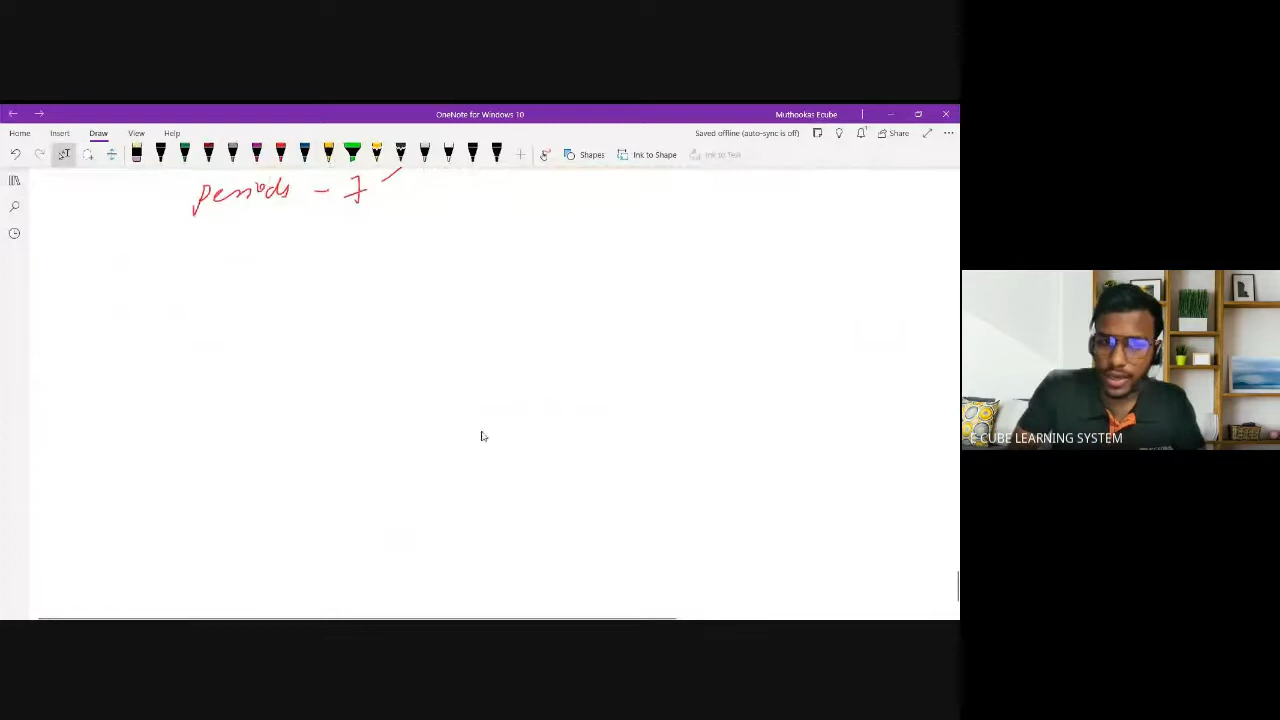 OneNote for Windows 10
Muthookas Ecube
Home Insert Draw View Help
Saved offline (auto-sync is off)
Share
Shapes
Ink to Shape
Ink to Text
periods - 7
E CUBE LEARNING SYSTEM